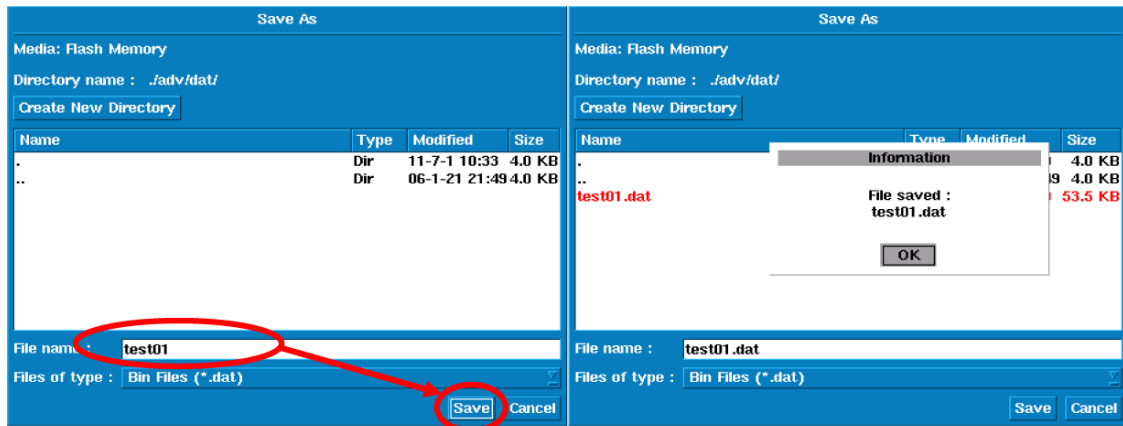 Save As
Media: Flash Memory
Directory name : ./adv/dat/
Create New Directory
Name Type Modified Size
. Dir 11-7-1 10:33 4.0 KB
.. Dir 06-1-21 21:49 4.0 KB
File name : test01
Files of type : Bin Files (*.dat)
Save Cancel
Save As
Media: Flash Memory
Directory name : ./adv/dat/
Create New Directory
Name Type Modified Size
. 4.0 KB
.. 4.0 KB
test01.dat 53.5 KB
Information
File saved :
test01.dat
OK
File name : test01.dat
Files of type : Bin Files (*.dat)
Save Cancel